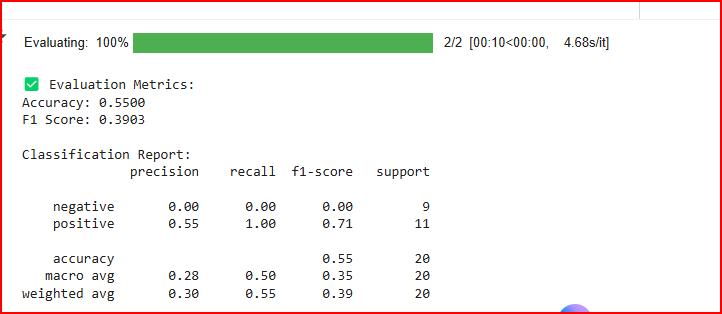 Evaluating: 100% 2/2 [00:10<00:00, 4.68s/it]
✅ Evaluation Metrics:
Accuracy: 0.5500
F1 Score: 0.3903
Classification Report:
precision recall f1-score support
negative 0.00 0.00 0.00 9
positive 0.55 1.00 0.71 11
accuracy 0.55 20
macro avg 0.28 0.50 0.35 20
weighted avg 0.30 0.55 0.39 20